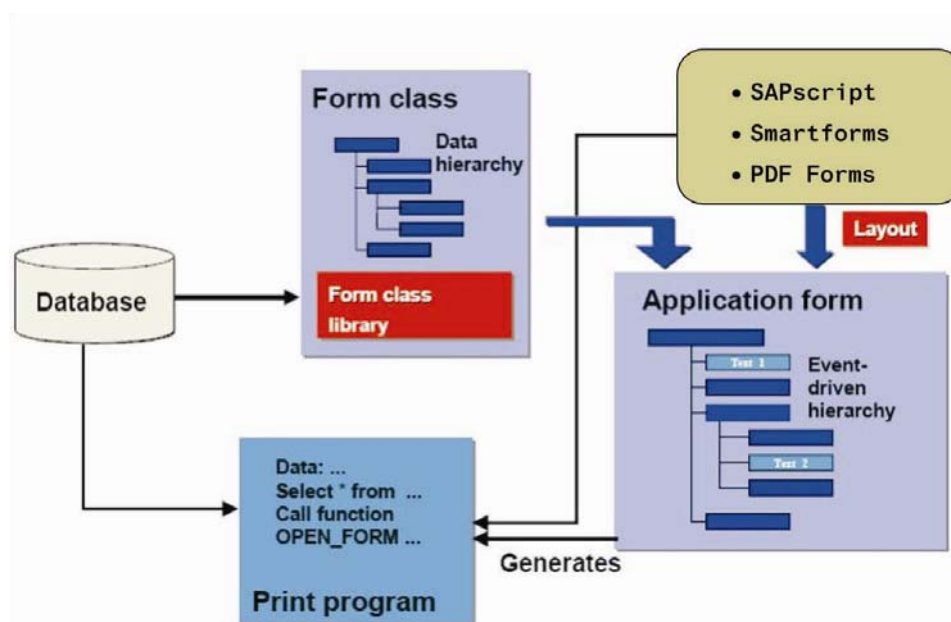 Form class
Data
hierarchy
Form class
library
• SAPscript
• Smartforms
• PDF Forms
Layout
Database
Application form
Text 1
Event-
driven
hierarchy
Text 2
Data: ...
Select * from ...
Call function
OPEN_FORM ...
Print program
Generates